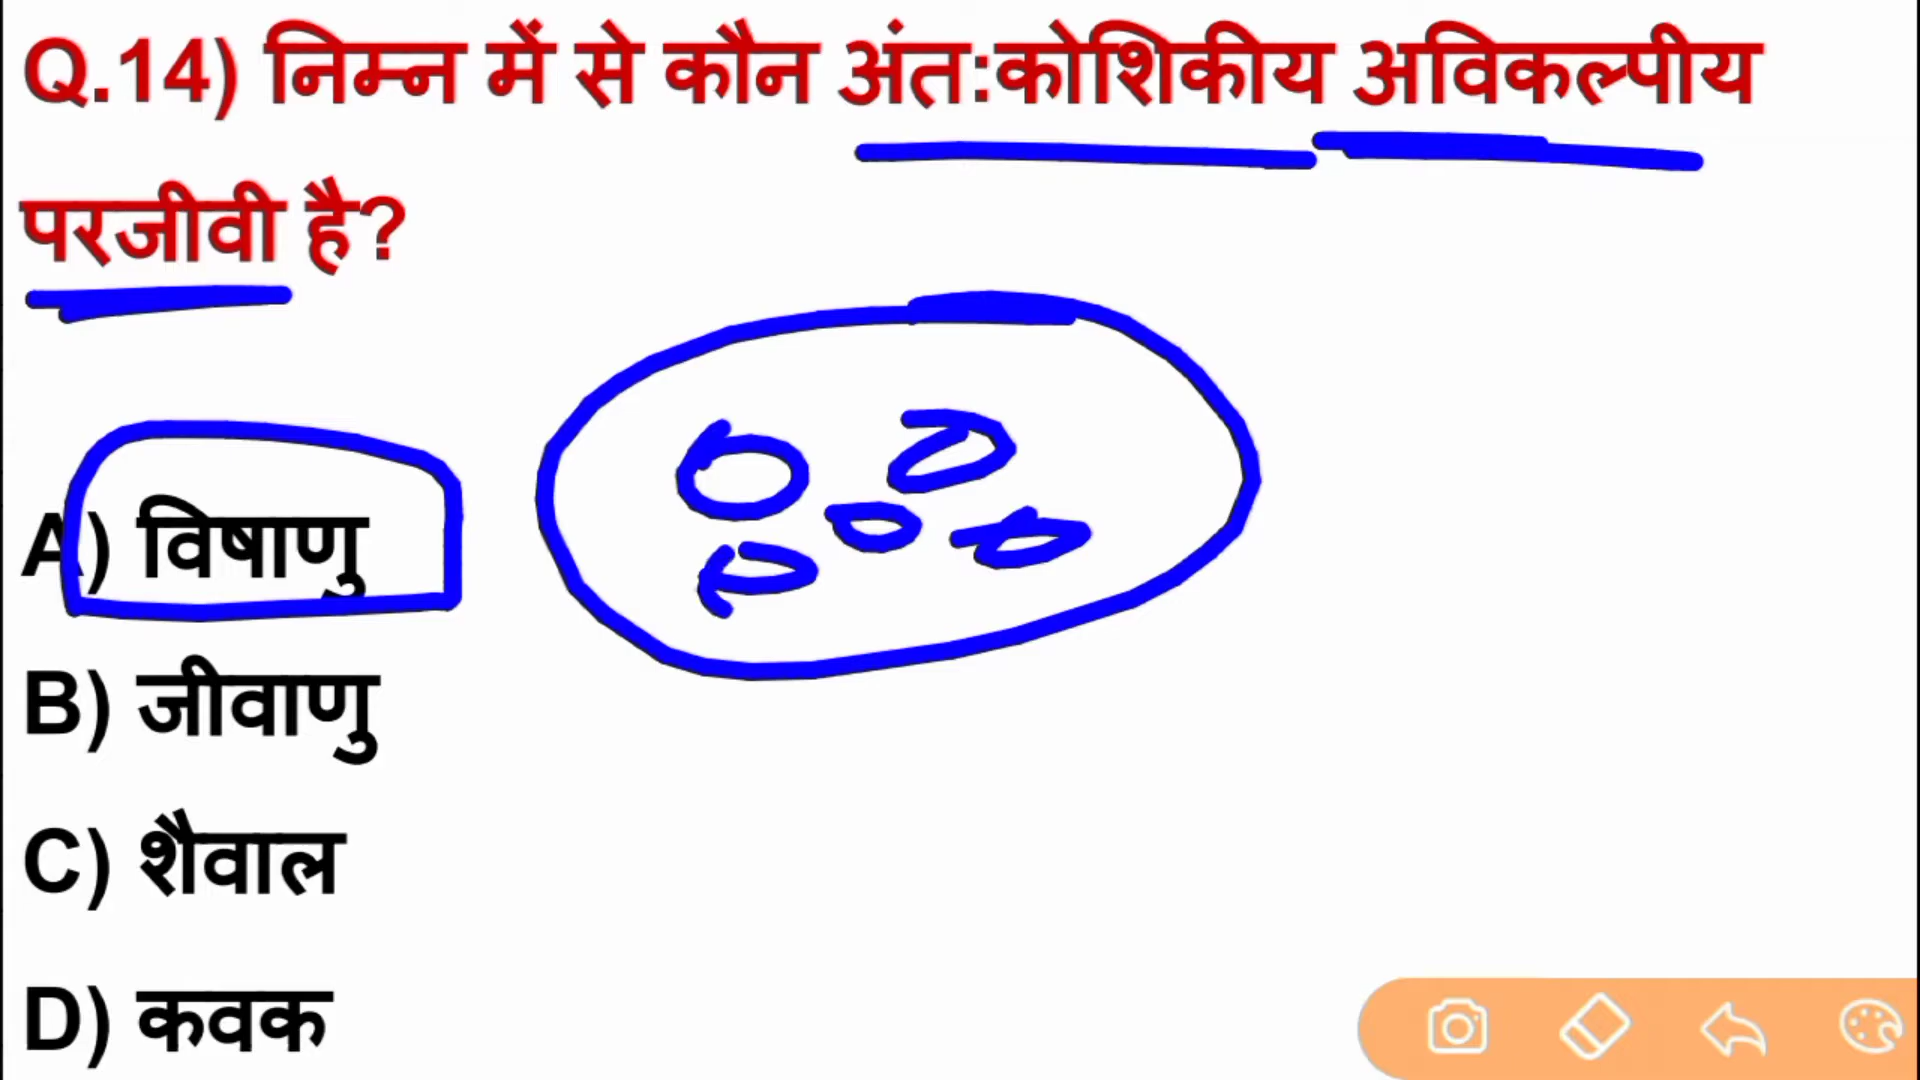 Q.14) निम्न में से कौन अंत:कोशिकीय अविकल्पीय
परजीवी है?
A) विषाणु
B) जीवाणु
C) शैवाल
D) कवक